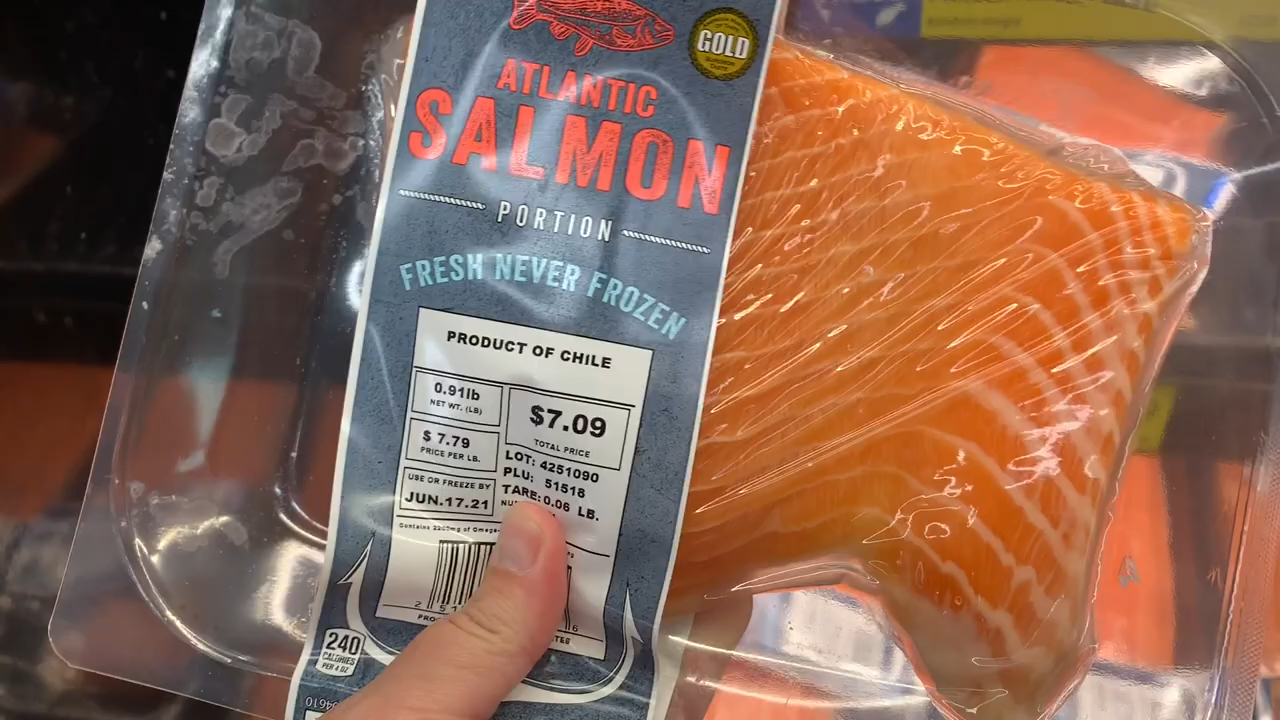 GOLD
ATLANTIC
SALMON
PORTION
FRESH NEVER FROZEN
PRODUCT OF CHILE
0.91lb
NET WT. (LB)
$7.09
TOTAL PRICE
$ 7.79
PRICE PER LB.
LOT: 4251090
PLU: 51518
TARE: 0.06 LB.
USE OR FREEZE BY
JUN.17.21
240
CALORIES
PER 4 OZ